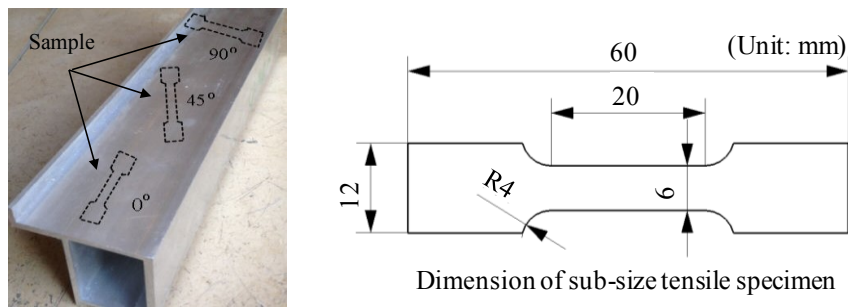 Sample
90°
45°
0°
60
(Unit: mm)
20
12
R4
6
Dimension of sub-size tensile specimen